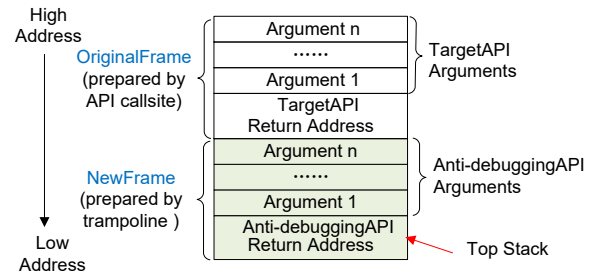 High
Address
OriginalFrame
(prepared by
API callsite)
Argument n
······
Argument 1
TargetAPI
Return Address
TargetAPI
Arguments
NewFrame
(prepared by
trampoline )
Argument n
······
Argument 1
Anti-debuggingAPI
Return Address
Anti-debuggingAPI
Arguments
Top Stack
Low
Address